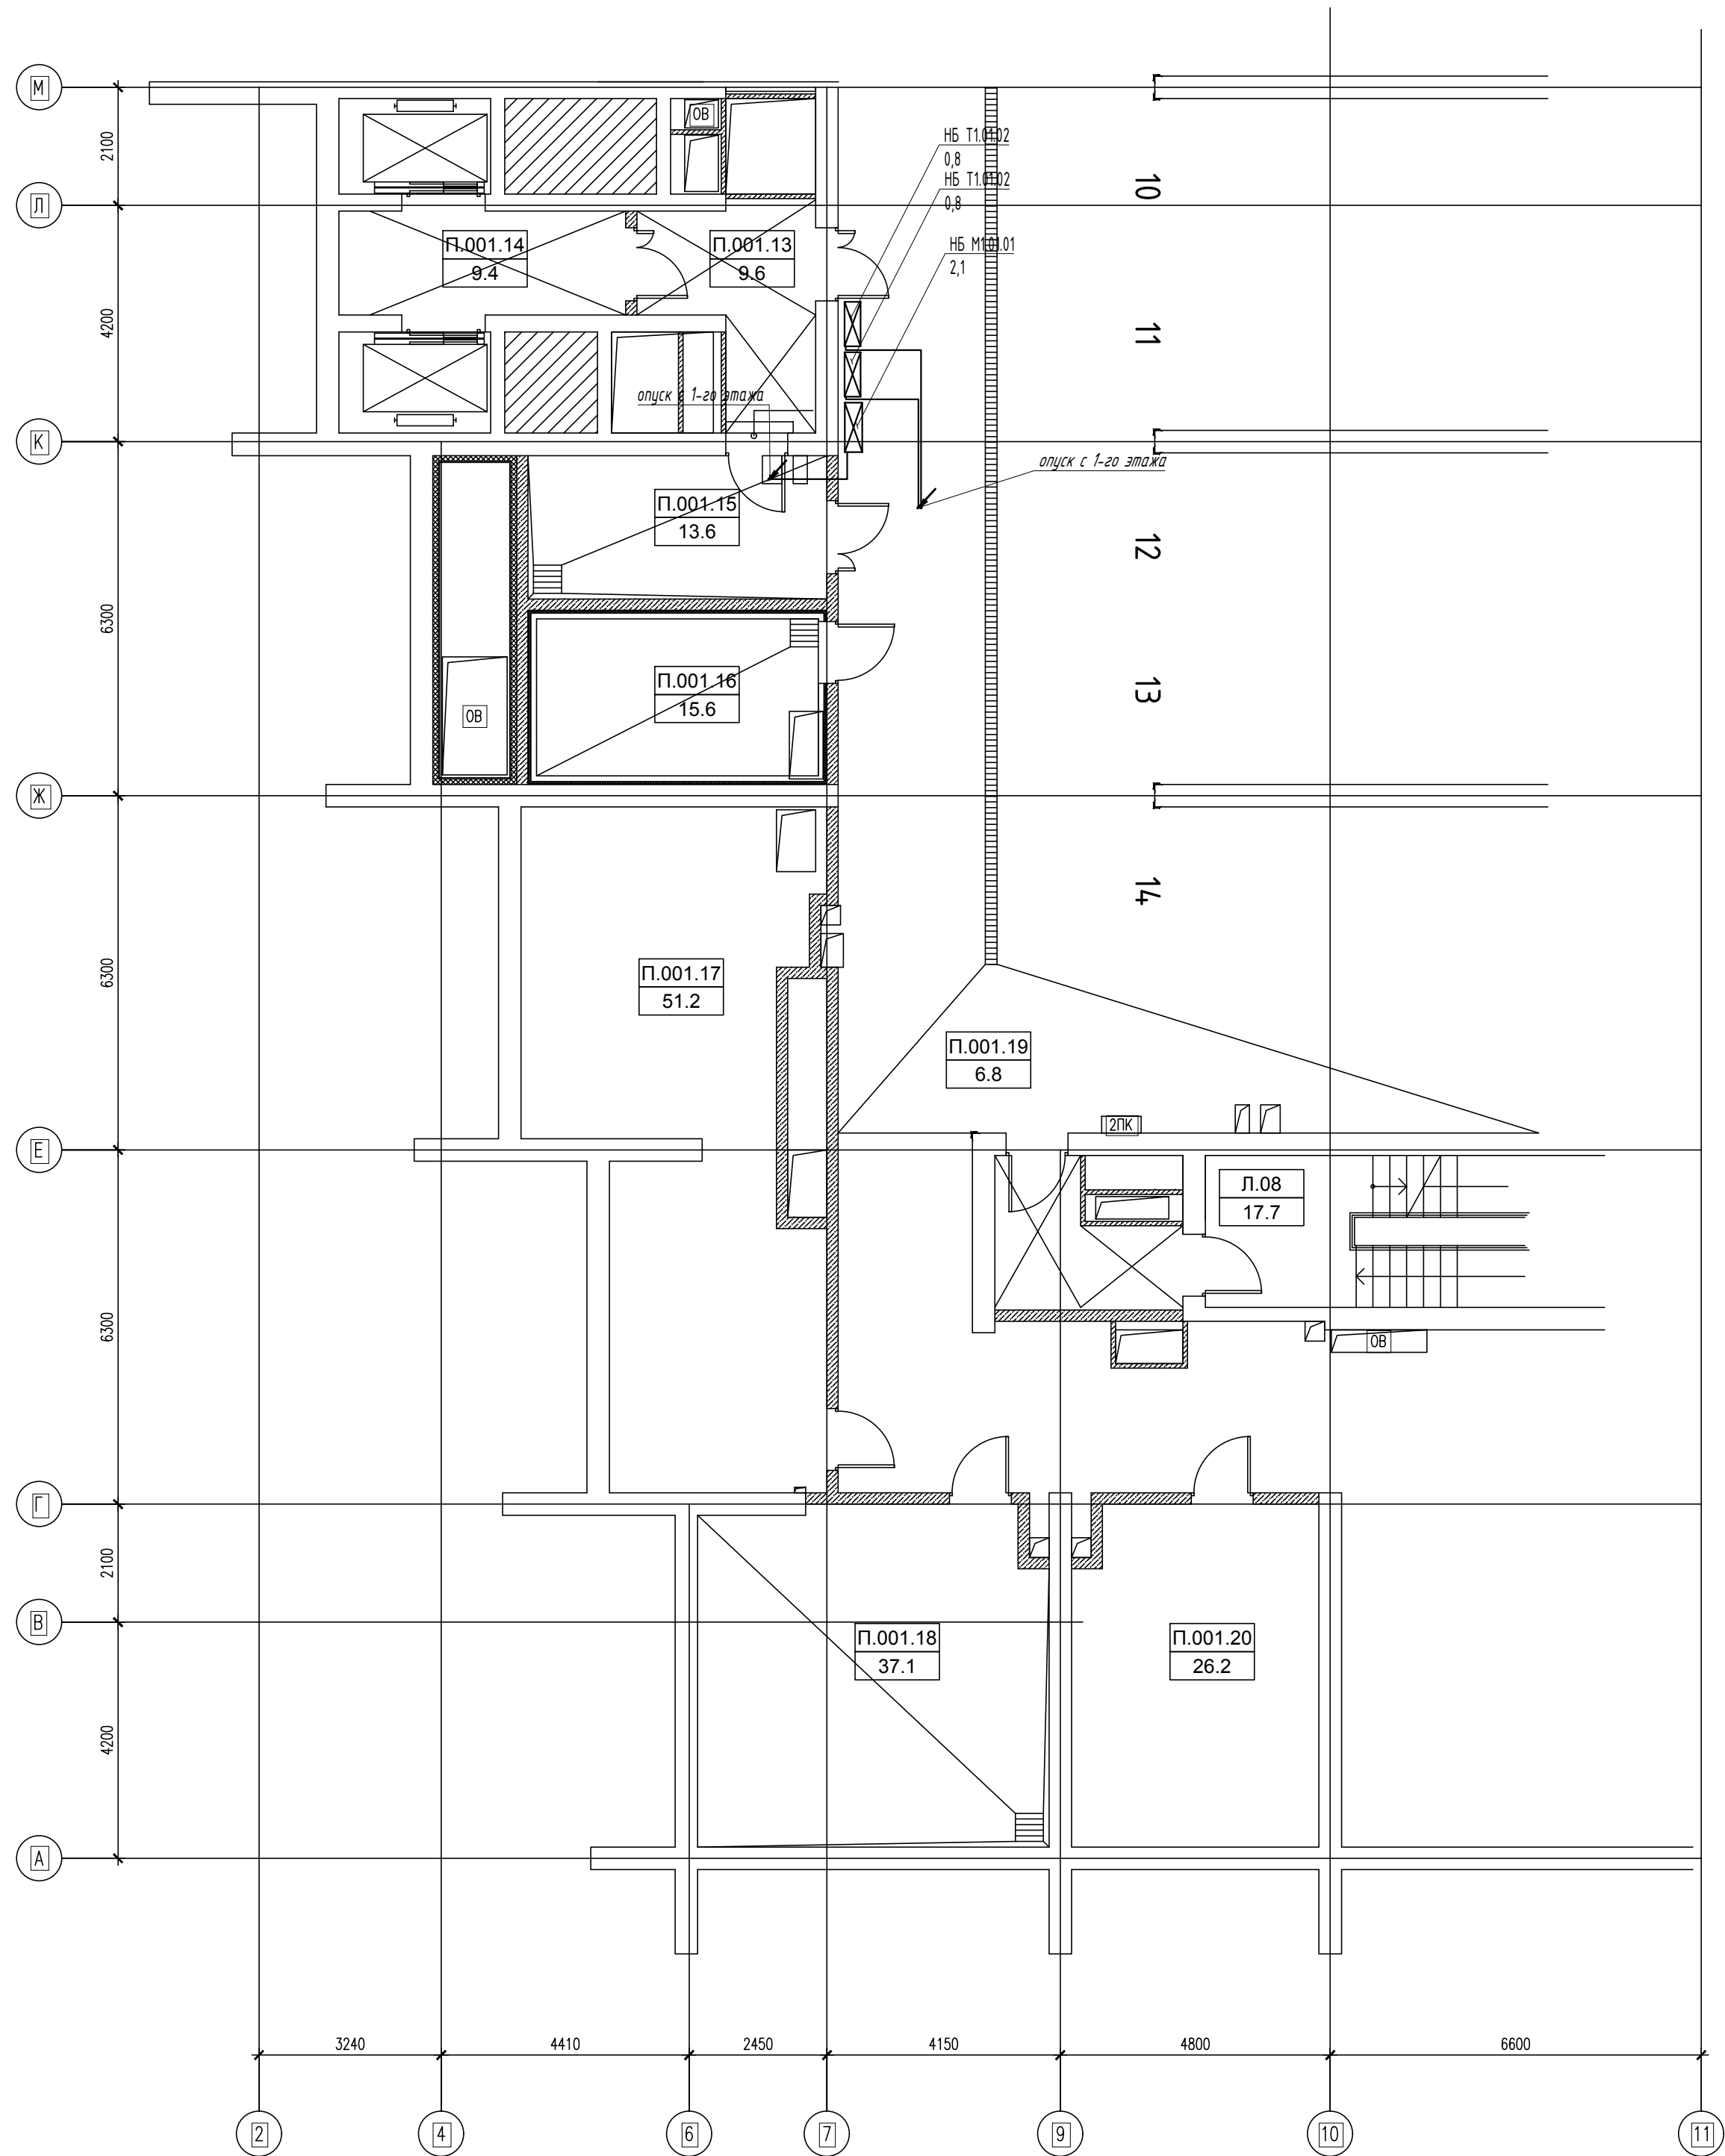 М
2100
ОВ
НБ Т1.01.02
0,8
НБ Т1.01.02
0,8
10
Л
П.001.14
9.4
П.001.13
9.6
НБ М1.01.01
2,1
4200
11
опуск с 1-го этажа
К
опуск с 1-го этажа
П.001.15
13.6
12
6300
П.001.16
15.6
13
ОВ
Ж
14
6300
П.001.17
51.2
П.001.19
6.8
2ПК
Е
Л.08
17.7
6300
ОВ
Г
2100
В
П.001.18
37.1
П.001.20
26.2
4200
А
3240
4410
2450
4150
4800
6600
2
4
6
7
9
10
11